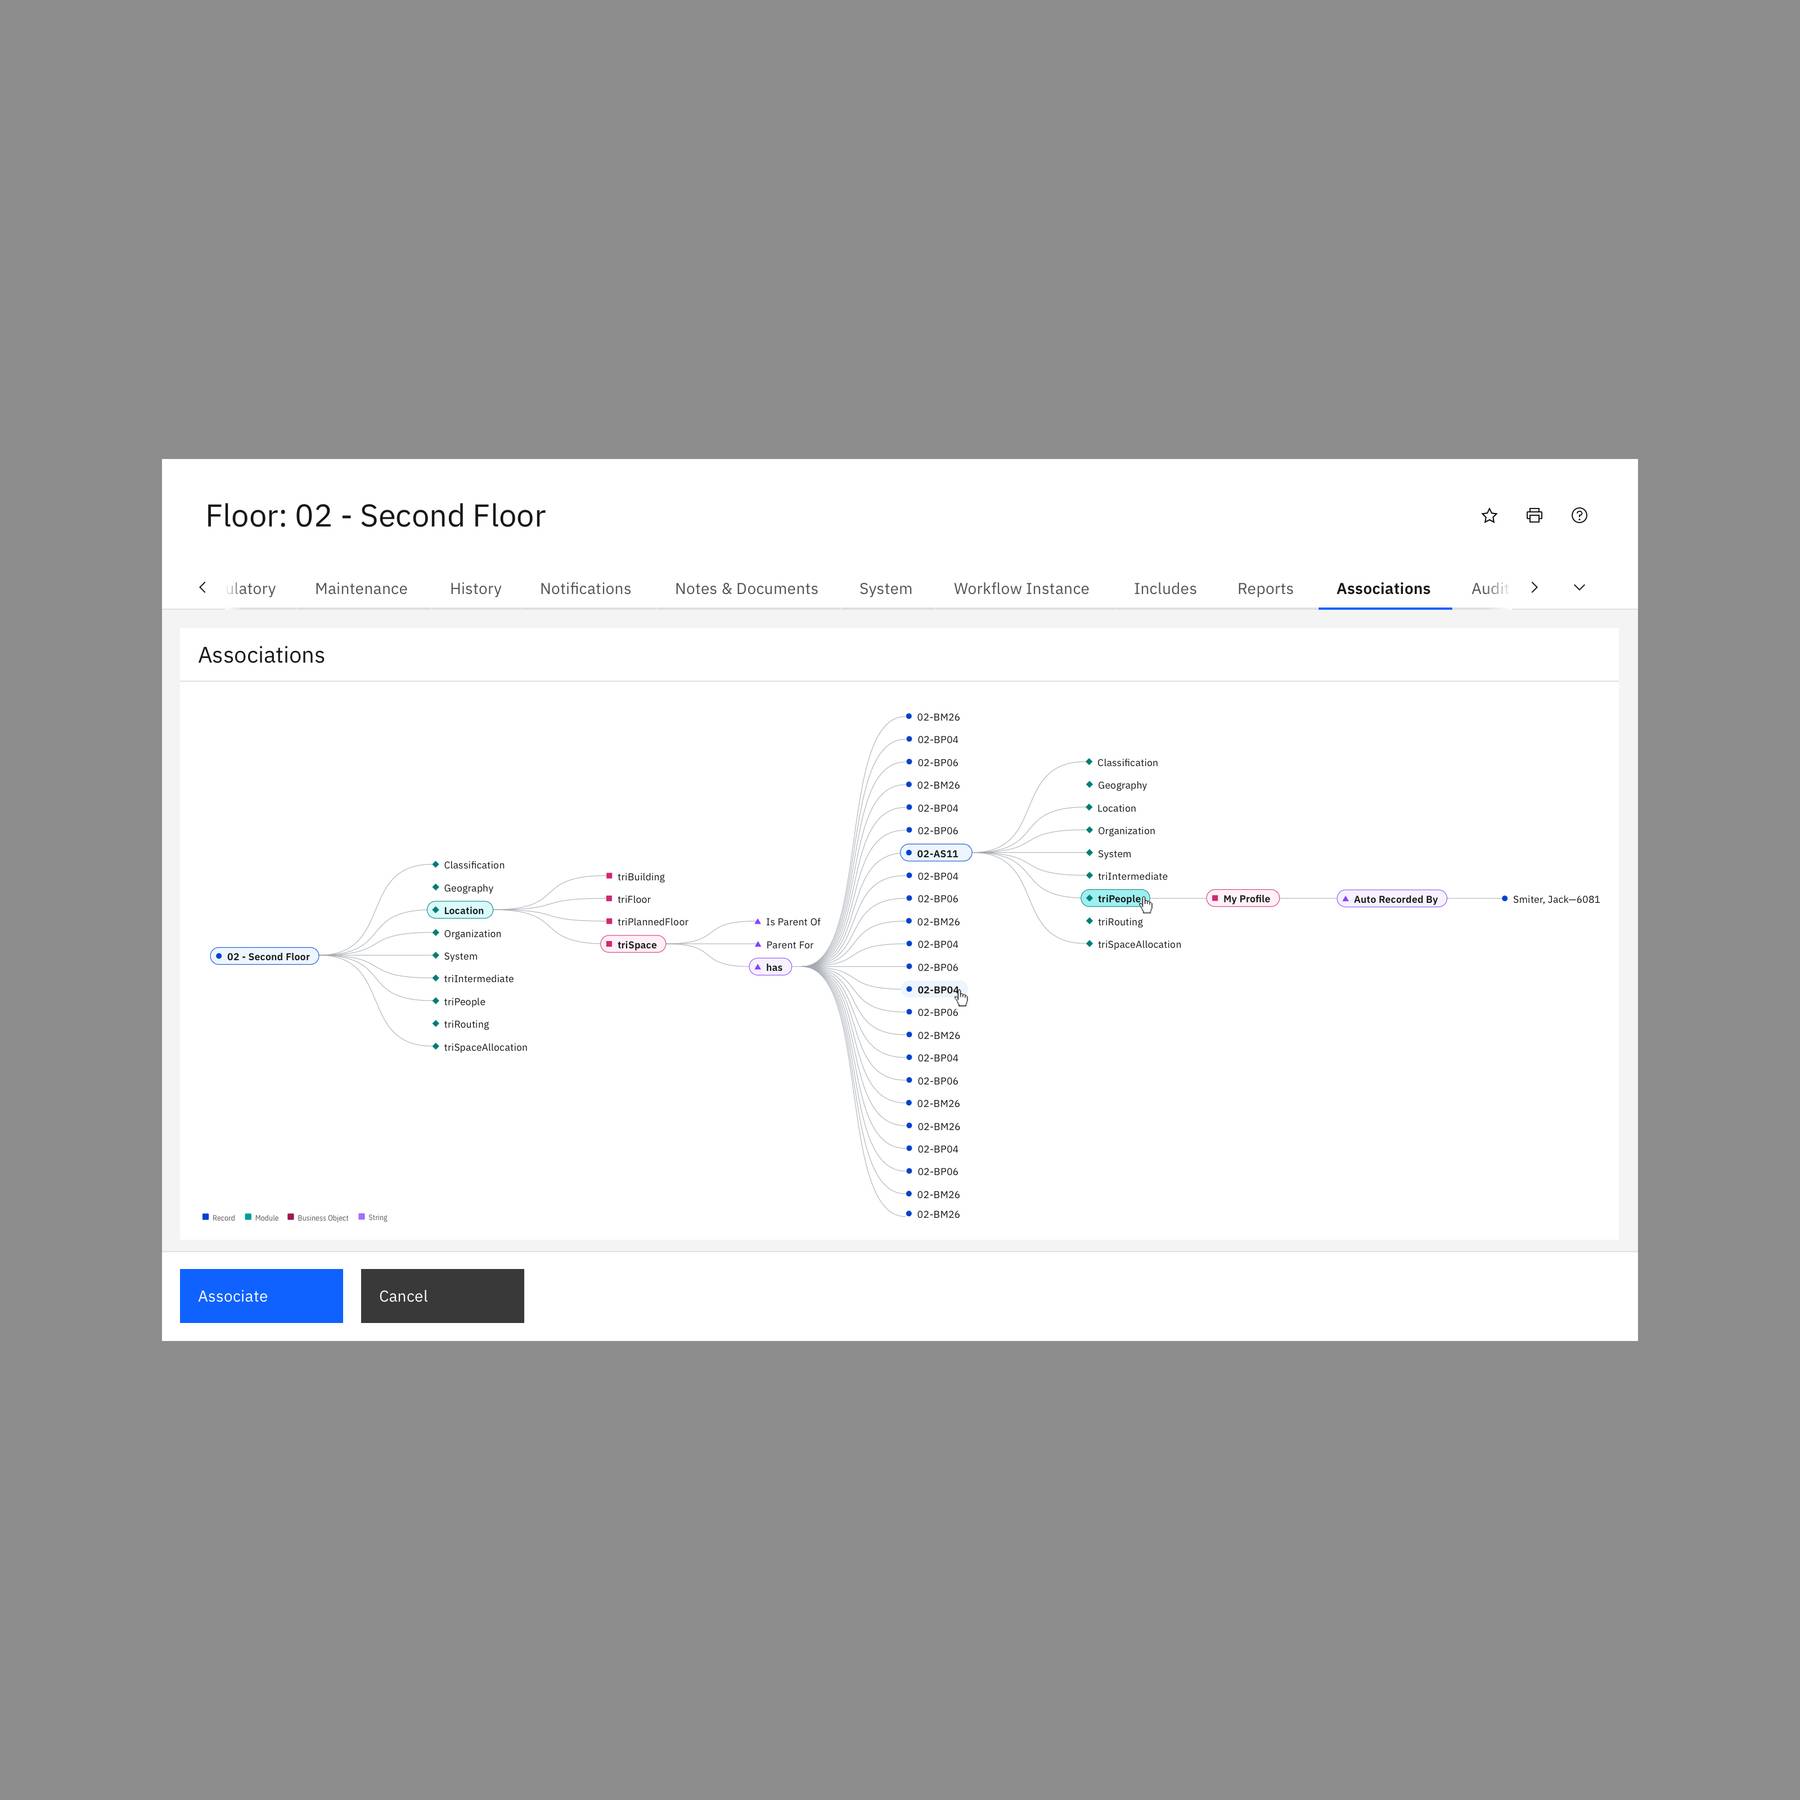 Floor: 02 - Second Floor
ulatory Maintenance History Notifications Notes & Documents System Workflow Instance Includes Reports Associations Audit
Associations
02 - Second Floor
Classification
Geography
Location
Organization
System
triIntermediate
triPeople
triRouting
triSpaceAllocation
triBuilding
triFloor
triPlannedFloor
triSpace
Is Parent Of
Parent For
has
02-BM26
02-BP04
02-BP06
02-BM26
02-BP04
02-BP06
02-AS11
02-BP04
02-BP06
02-BM26
02-BP04
02-BP06
02-BP04
02-BP06
02-BM26
02-BP04
02-BP06
02-BM26
02-BM26
02-BP04
02-BP06
02-BM26
02-BM26
Classification
Geography
Location
Organization
System
triIntermediate
triPeople
triRouting
triSpaceAllocation
My Profile
Auto Recorded By
Smiter, Jack—6081
Record Module Business Object String
Associate Cancel